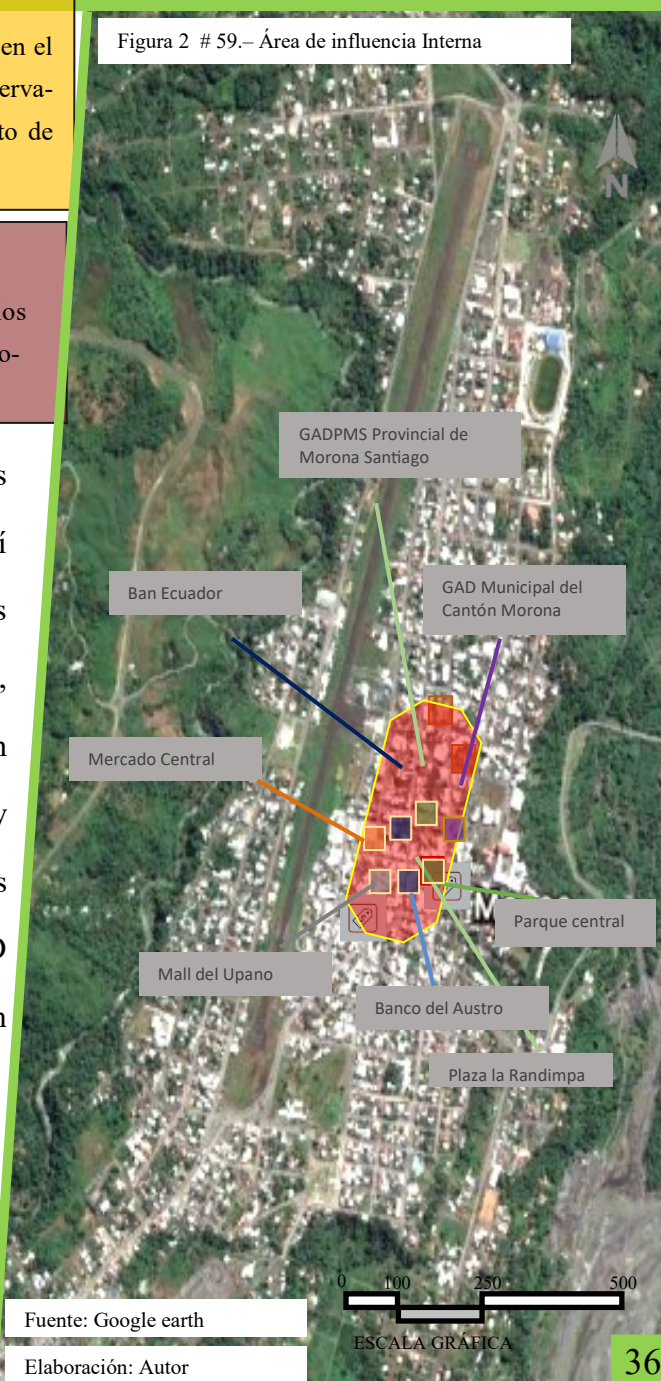 en el
serva-
to de
los
o-
s
í
s
,
n
y
s
O
n
Figura 2 # 59.– Área de influencia Interna
N
GADPMS Provincial de
Morona Santiago
Ban Ecuador
GAD Municipal del
Cantón Morona
Mercado Central
M
Parque central
Mall del Upano
Banco del Austro
Plaza la Randimpa
0 100 250 500
ESCALA GRÁFICA
Fuente: Google earth
Elaboración: Autor
36